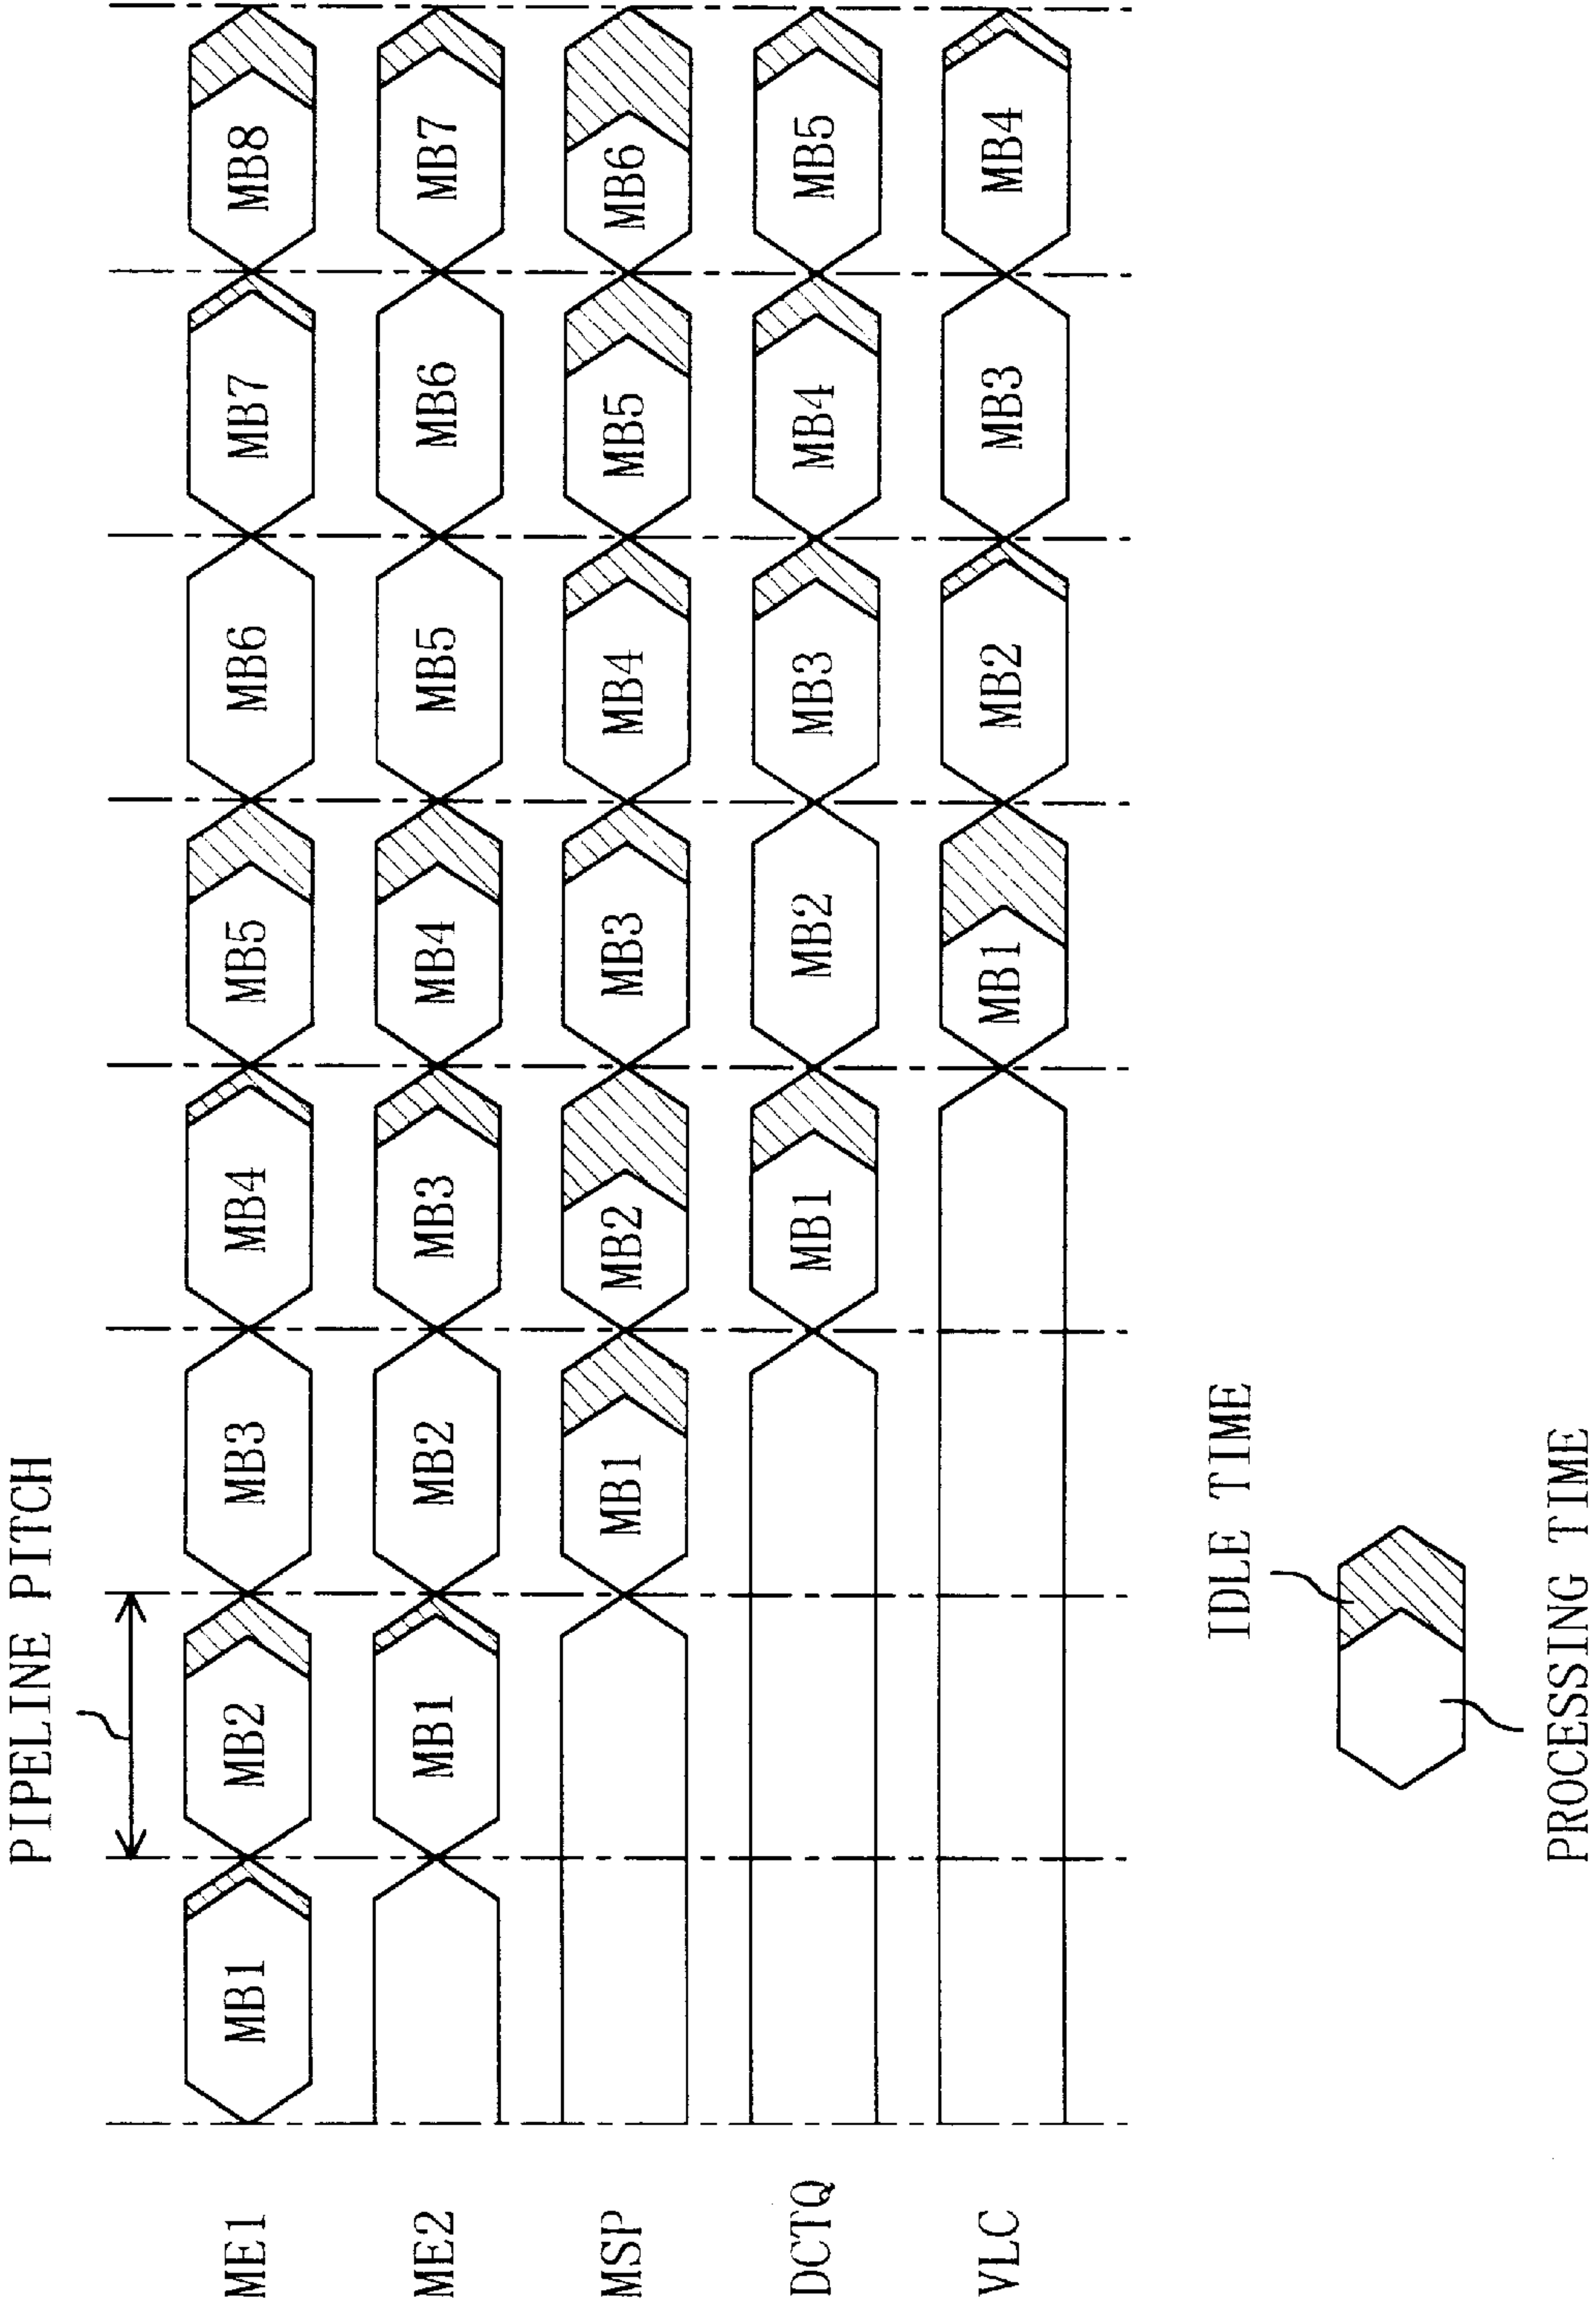 PIPELINE PITCH
ME1 MB1 MB2 MB3 MB4 MB5 MB6 MB7 MB8
ME2 MB1 MB2 MB3 MB4 MB5 MB6 MB7
MSP MB1 MB2 MB3 MB4 MB5 MB6
DCTQ MB1 MB2 MB3 MB4 MB5
VLC MB1 MB2 MB3 MB4
IDLE TIME
PROCESSING TIME